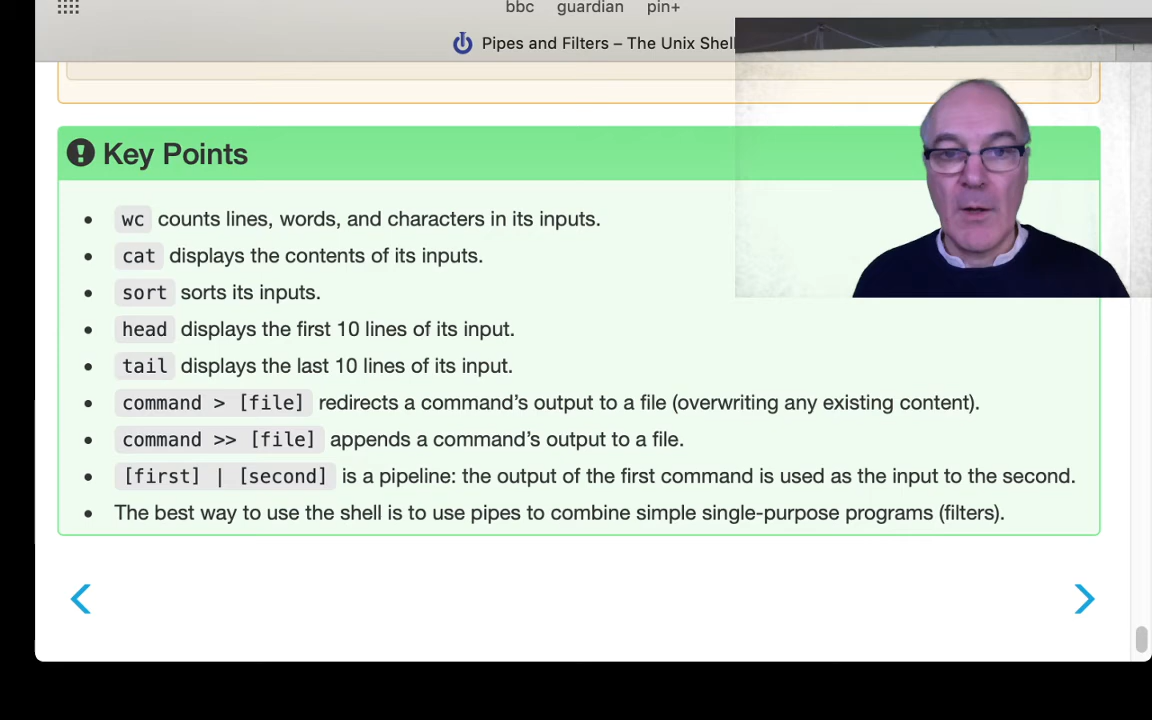 bbc guardian pin+
Pipes and Filters – The Unix Shell
Key Points
wc counts lines, words, and characters in its inputs.
cat displays the contents of its inputs.
sort sorts its inputs.
head displays the first 10 lines of its input.
tail displays the last 10 lines of its input.
command > [file] redirects a command’s output to a file (overwriting any existing content).
command >> [file] appends a command’s output to a file.
[first] | [second] is a pipeline: the output of the first command is used as the input to the second.
The best way to use the shell is to use pipes to combine simple single-purpose programs (filters).